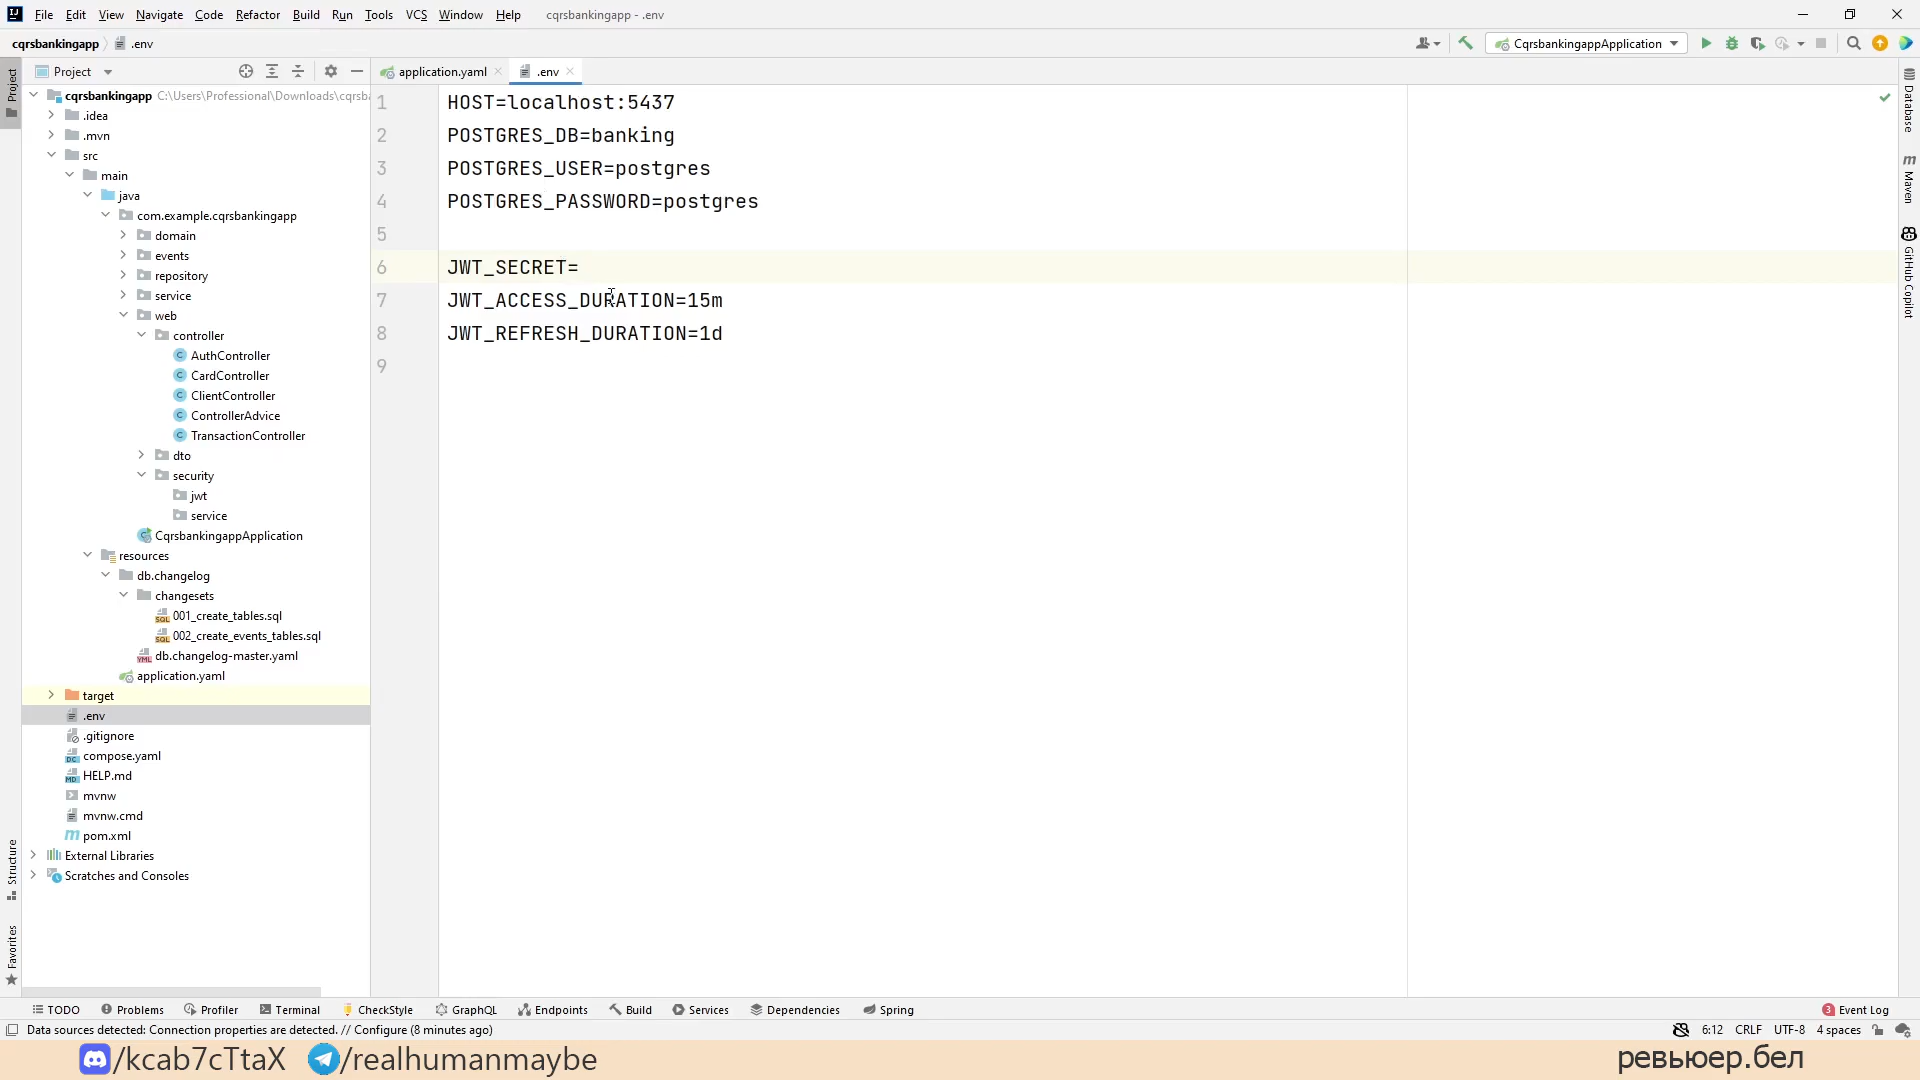 File Edit View Navigate Code Refactor Build Run Tools VCS Window Help cqrsbankingapp - .env
cqrsbankingapp .env CqrsbankingappApplication
Project application.yaml .env
cqrsbankingapp C:\Users\Professional\Downloads\cqrsb
.idea
.mvn
src
main
java
com.example.cqrsbankingapp
domain
events
repository
service
web
controller
AuthController
CardController
ClientController
ControllerAdvice
TransactionController
dto
security
jwt
service
CqrsbankingappApplication
resources
db.changelog
changesets
001_create_tables.sql
002_create_events_tables.sql
db.changelog-master.yaml
application.yaml
target
.env
.gitignore
compose.yaml
HELP.md
mvnw
mvnw.cmd
pom.xml
External Libraries
Scratches and Consoles
1 HOST=localhost:5437
2 POSTGRES_DB=banking
3 POSTGRES_USER=postgres
4 POSTGRES_PASSWORD=postgres
5
6 JWT_SECRET=
7 JWT_ACCESS_DURATION=15m
8 JWT_REFRESH_DURATION=1d
9
Project
Structure
Favorites
Database
Maven
GitHub Copilot
TODO Problems Profiler Terminal CheckStyle GraphQL Endpoints Build Services Dependencies Spring 3 Event Log
Data sources detected: Connection properties are detected. // Configure (8 minutes ago) 6:12 CRLF UTF-8 4 spaces
/kcab7cTtaX /realhumanmaybe ревьюер.бел